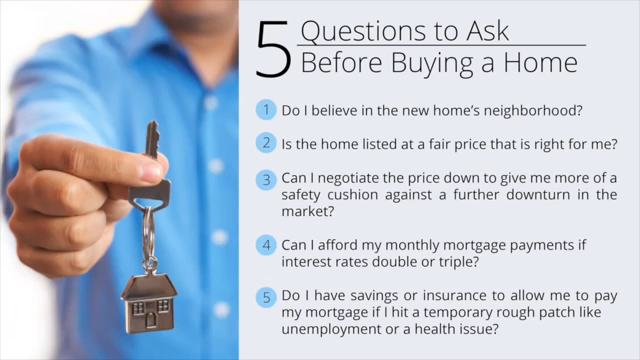 5 Questions to Ask
Before Buying a Home
1 Do I believe in the new home's neighborhood?
2 Is the home listed at a fair price that is right for me?
3 Can I negotiate the price down to give me more of a
safety cushion against a further downturn in the
market?
4 Can I afford my monthly mortgage payments if
interest rates double or triple?
5 Do I have savings or insurance to allow me to pay
my mortgage if I hit a temporary rough patch like
unemployment or a health issue?